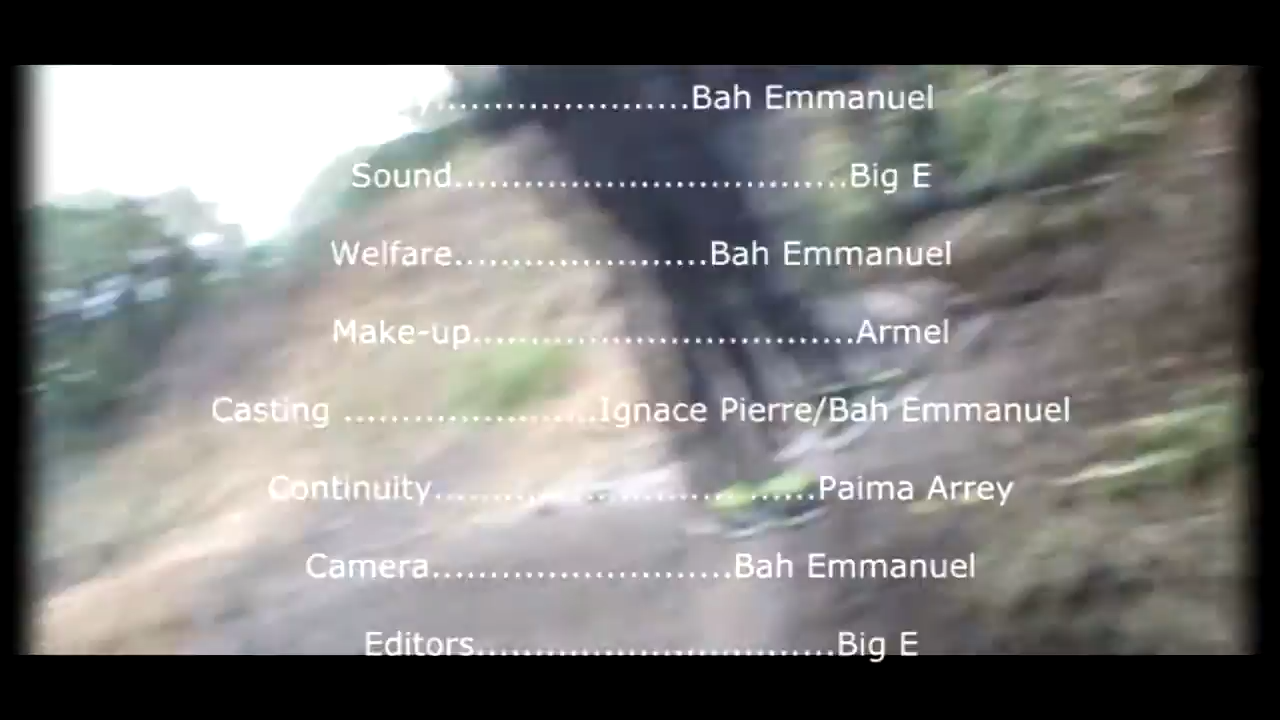 .....................Bah Emmanuel
Sound..................................Big E
Welfare......................Bah Emmanuel
Make-up.................................Armel
Casting ......................Ignace Pierre/Bah Emmanuel
Continuity.......................... ......Paima Arrey
Camera..........................Bah Emmanuel
Editors...............................Big E